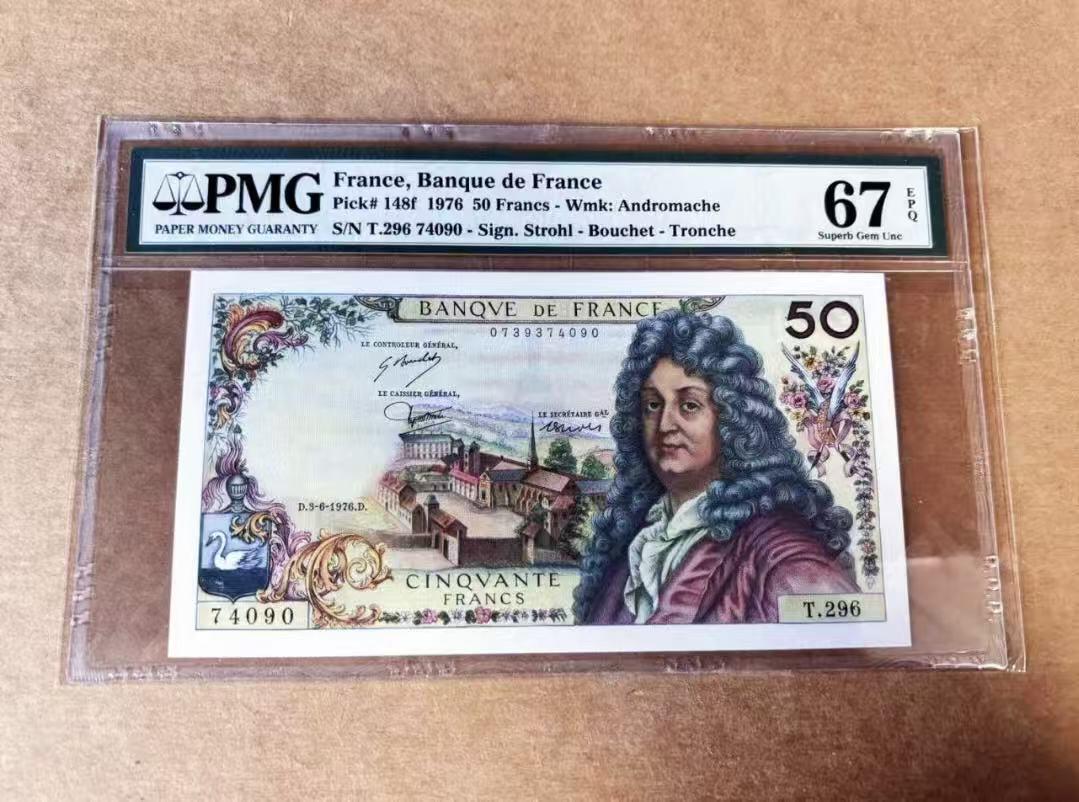 PMG
PAPER MONEY GUARANTY
France, Banque de France
Pick# 148f 1976 50 Francs - Wmk: Andromache
S/N T.296 74090 - Sign. Strohl - Bouchet - Tronche
67
EPQ
Superb Gem Unc
BANQVE DE FRANCE
0739374090
50
LE CONTROLEUR GÉNÉRAL,
LE CAISSIER GÉNÉRAL,
LE SECRÉTAIRE GAL
D.3-6-1976.D.
CINQVANTE
FRANCS
74090
T.296